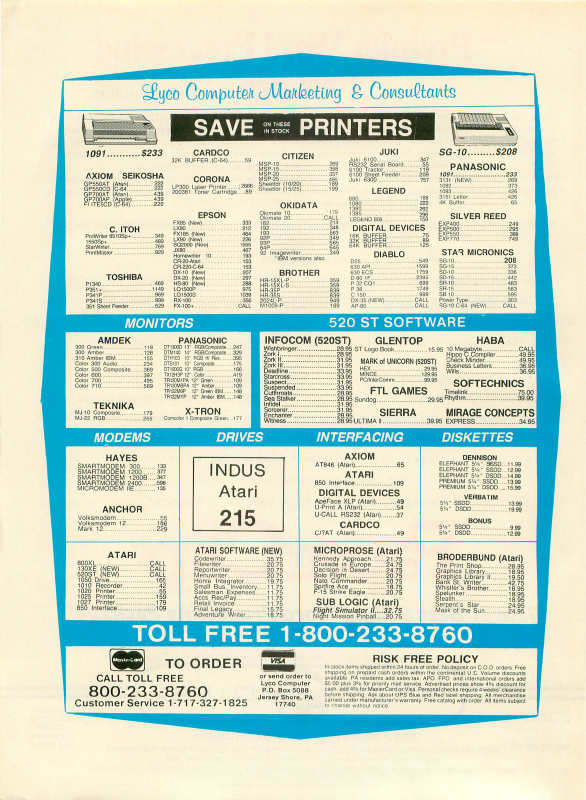 Lyco Computer Marketing & Consultants
SAVE ON THESE IN STOCK PRINTERS
1091..........$233
SG-10..........$208
AXIOM SEIKOSHA
GP550AT (Atari)
GP700AT (Atari) 439
GP700AP (Apple) 439
C. ITOH
ProWriter 8510Sp+ 349
1550Sp+ 489
StarWriter 769
PrintMaster 929
TOSHIBA
P1340 469
P351+ 1149
P341P 969
P341S 999
351 Sheet Feeder 529
CARDCO
32K BUFFER..(C-64) 59
CORONA
LP300 Laser Printer 2686
200361 Toner Cartridge 89
EPSON
FX85 (New) 333
LX80 212
FX185 (New) 464
LX90 (New) 226
SQ2000 (New) 1555
JX80 467
Homewriter 10 193
CR-20-Atari 153
CR-220-C-64 153
DX-10 (New) 207
DX-20 (New) 297
HS-80 (New) 288
LQ1500P 975
LQ1500S 1039
RX-100 356
FX-100+ CALL
CITIZEN
MSP-10 269
MSP-15 358
MSP-20 337
MSP-25 495
Sheetfdr (10/20) 189
Sheetfdr (15/25) 199
OKIDATA
Okimate 10 179
Okimate 20 CALL
182 214
192 348
193 563
92P 349
93P 565
84P 645
92 Imagewriter 349
*IBM versions also
BROTHER
HR-15XL-P 359
HR-15XL-S 359
HR-35P 839
HR-35S 839
2024L-P 949
M1009-P 189
JUKI
Juki 6100 347
RS232 Serial Board 55
6100 Tractor 119
6100 Sheet Feeder 209
Juki 6300 757
LEGEND
880 188
1080 222
1360 262
1385 296
LEGEND 808 159
DIGITAL DEVICES
16K BUFFER 75
32K BUFFER 89
64K BUFFER 125
DIABLO
D25 549
630 API 1599
630 ECS 1759
D 80 1F 2395
P 32 CQ1 699
P 38 1749
C 150 999
DX-35 (NEW) CALL
AP-80 CALL
PANASONIC
1091 233
3131 (NEW) 269
1092 373
1093 426
3151 Letter 426
4K Buffer 65
SILVER REED
EXP400 249
EXP500 295
EXP550 399
EXP770 749
STAR MICRONICS
SG-10 208
SG-15 373
SD-10 336
SD-15 442
SR-10 483
SR-15 583
SB 10 595
Power Type 303
SG-10 C-64 (NEW) CALL
MONITORS
AMDEK
300 Green 118
300 Amber 128
310 Amber IBM 155
Color 300 Audio 234
Color 500 Composite 369
Color 600 397
Color 700 495
Color 710 569
TEKNIKA
MJ-10 Composite 179
MJ-22 RGB 255
PANASONIC
DT1300D 13" RGB/Composite 247
DTM140 14" RGB/Composite 329
DTH103 10" RGB Hi Res 395
DTS101 10" Composite 175
DT1000G 10" RGB 166
DT13HSP 12" Color 419
TR120M1PA 12" Green 109
TR120MBPA 12" Amber 109
TR122M9P 12" Green IBM 148
TR122MYP 12" Amber IBM 148
X-TRON
Comcolor I Composite Green 177
520 ST SOFTWARE
INFOCOM (520ST)
Wishbringer 28.95
Zork I 28.95
Zork II 31.95
Zork III 31.95
Deadline 33.95
Starcross 33.95
Suspect 31.95
Suspended 33.95
Cutthroats 28.95
Sea Stalker 28.95
Infidel 31.95
Sorcerer 31.95
Enchanter 28.95
Witness 28.95
GLENTOP
ST Logo Book 15.95
MARK of UNICORN (520ST)
HEX 29.95
MINCE 129.95
PC/InterComm 99.95
FTL GAMES
Sundog 29.95
SIERRA
ULTIMA II 39.95
HABA
10 Megabyte CALL
Hippo C Compiler 49.95
Check Minder 49.95
Business Letters 36.95
Wills 36.95
SOFTECHNICS
Timelink 75.00
Rhythm 39.95
MIRAGE CONCEPTS
EXPRESS 34.95
MODEMS
HAYES
SMARTMODEM 300 133
SMARTMODEM 1200 377
SMARTMODEM 1200B 347
SMARTMODEM 2400 598
MICROMODEM IIE 135
ANCHOR
Volksmodem 55
Volksmodem 12 186
Mark 12 229
DRIVES
INDUS
Atari
215
INTERFACING
AXIOM
AT846 (Atari) 65
ATARI
850 Interface 109
DIGITAL DEVICES
ApeFace XLP (Atari) 49
U-Print A (Atari) 54
U-CALL RS232 (Atari) 37
CARDCO
C/?AT (Atari) 49
DISKETTES
DENNISON
ELEPHANT 5¼" SSSD 11.99
ELEPHANT 5¼" SSDD 12.99
ELEPHANT 5¼" DSDD 14.99
PREMIUM 5¼" SSDD 13.99
PREMIUM 5¼" DSDD 15.99
VERBATIM
5¼" SSDD 13.99
5¼" DSDD 19.99
BONUS
5¼" SSDD 9.99
5¼" DSDD 12.99
ATARI
800XL CALL
130XE (NEW) CALL
520ST (NEW) CALL
1050 Drive 165
1010 Recorder 42
1020 Printer 55
1025 Printer 159
1027 Printer 179
850 Interface 109
ATARI SOFTWARE (NEW)
Codewriter 35.75
Filewriter 20.75
Reportwriter 20.75
Menuwriter 20.75
Home Integrator 19.75
Small Bus Inventory 11.75
Salesman Expenses 11.75
Accs Rec/Pay 11.75
Retail Invoice 11.75
Final Legacy 15.75
Adventure Writer 18.75
MICROPROSE (Atari)
Kennedy Approach 21.75
Crusade in Europe 24.75
Decision in Desert 24.75
Solo Flight 20.75
Nato Commander 20.75
Spitfire Ace 18.75
F-15 Strike Eagle 20.75
SUB LOGIC (Atari)
Flight Simulator II 32.75
Night Mission Pinball 20.75
BRODERBUND (Atari)
The Print Shop 28.95
Graphics Library 18.95
Graphics Library II 19.50
Bank St. Writer 42.75
Whistler's Brother 18.95
Spelunker 18.95
Stealth 18.95
Serpent's Star 24.95
Mask of the Sun 24.95
TOLL FREE 1-800-233-8760
MasterCard
TO ORDER
CALL TOLL FREE
800-233-8760
Customer Service 1-717-327-1825
VISA
or send order to
Lyco Computer
P.O. Box 5088
Jersey Shore, PA
17740
RISK FREE POLICY
In-stock items shipped within 24 hours of order. No deposit on C.O.D. orders. Free
shipping on prepaid cash orders within the continental U.S. Volume discounts
available. PA residents add sales tax. APO, FPO, and international orders add
$5.00 plus 3% for priority mail service. Advertised prices show 4% discount for
cash, add 4% for MasterCard or Visa. Personal checks require 4 weeks' clearance
before shipping. Ask about UPS Blue and Red label shipping. All merchandise
carried under manufacturer's warranty. Free catalog with order. All items subject
to change without notice.